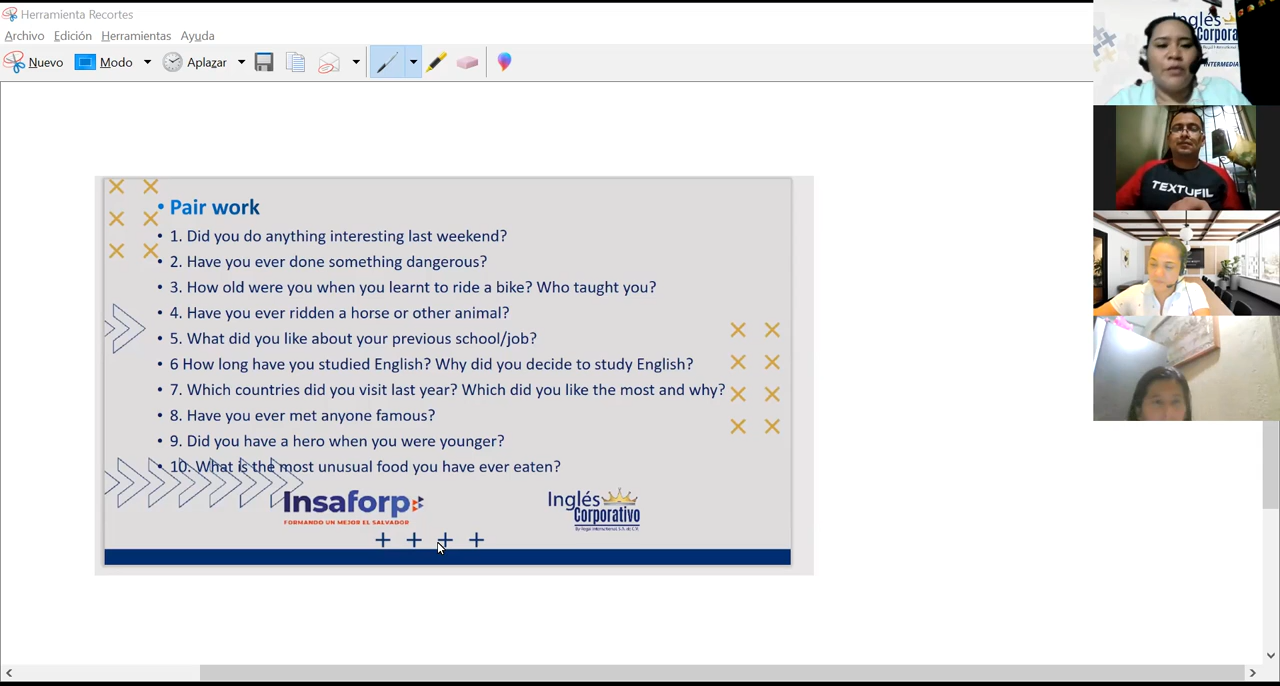 Herramienta Recortes
Archivo Edición Herramientas Ayuda
Nuevo Modo Aplazar
• Pair work
• 1. Did you do anything interesting last weekend?
• 2. Have you ever done something dangerous?
• 3. How old were you when you learnt to ride a bike? Who taught you?
• 4. Have you ever ridden a horse or other animal?
• 5. What did you like about your previous school/job?
• 6 How long have you studied English? Why did you decide to study English?
• 7. Which countries did you visit last year? Which did you like the most and why?
• 8. Have you ever met anyone famous?
• 9. Did you have a hero when you were younger?
• 10. What is the most unusual food you have ever eaten?
Insaforp
FORMANDO UN MEJOR EL SALVADOR
Inglés
Corporativo
Inglés
Corpora
INTERMEDIA
TEXTUFIL